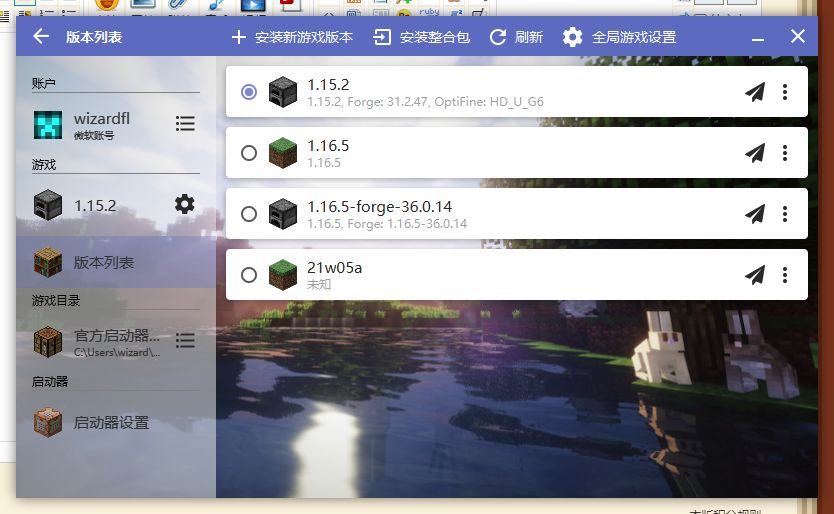 版本列表
安装新游戏版本
安装整合包
刷新
全局游戏设置
账户
wizardfl
微软账号
游戏
1.15.2
版本列表
游戏目录
官方启动器...
C:\Users\wizard\...
启动器
启动器设置
1.15.2
1.15.2, Forge: 31.2.47, OptiFine: HD_U_G6
1.16.5
1.16.5
1.16.5-forge-36.0.14
1.16.5, Forge: 1.16.5-36.0.14
21w05a
未知
ruby